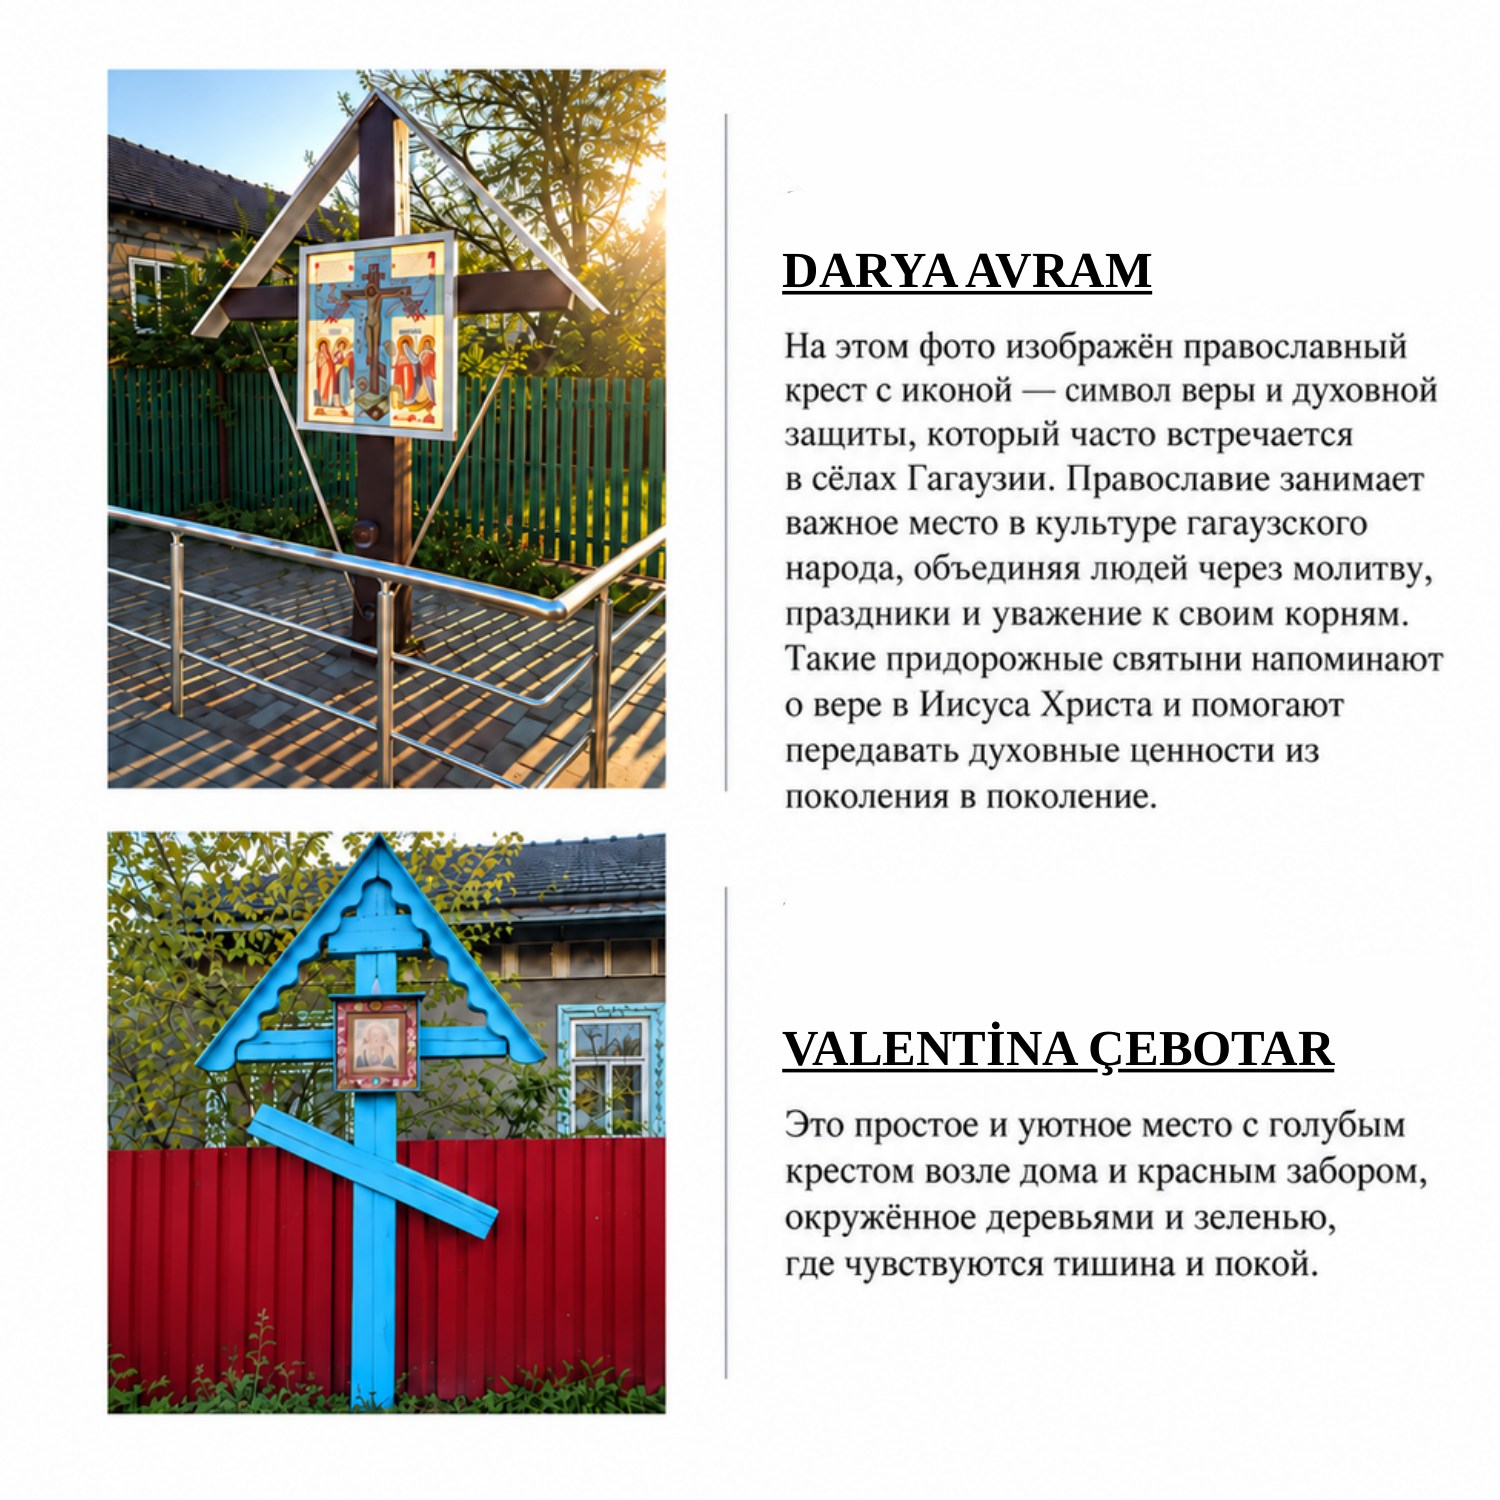 DARYA AVRAM
На этом фото изображён православный
крест с иконой — символ веры и духовной
защиты, который часто встречается
в сёлах Гагаузии. Православие занимает
важное место в культуре гагаузского
народа, объединяя людей через молитву,
праздники и уважение к своим корням.
Такие придорожные святыни напоминают
о вере в Иисуса Христа и помогают
передавать духовные ценности из
поколения в поколение.
VALENTİNA ÇEBOTAR
Это простое и уютное место с голубым
крестом возле дома и красным забором,
окружённое деревьями и зеленью,
где чувствуются тишина и покой.